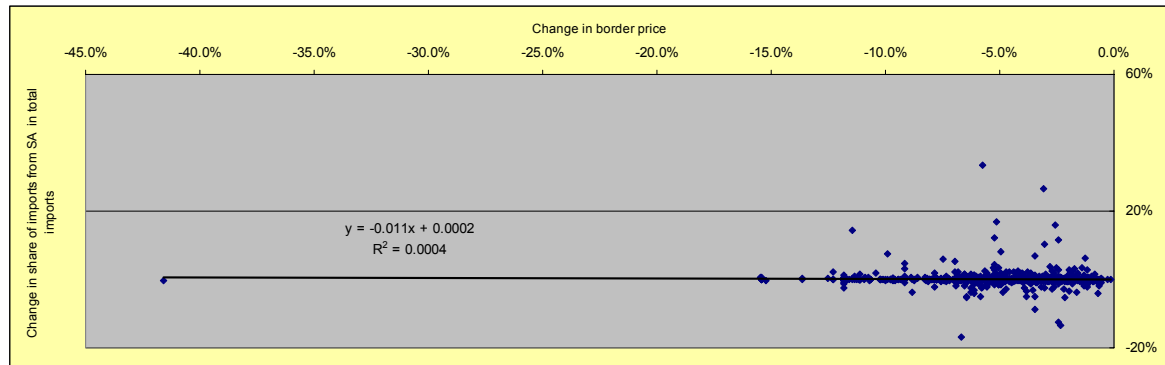 Change in border price
-45.0% -40.0% -35.0% -30.0% -25.0% -20.0% -15.0% -10.0% -5.0% 0.0%
60%
20%
-20%
Change in share of imports from SA in total
imports
y = -0.011x + 0.0002
R² = 0.0004